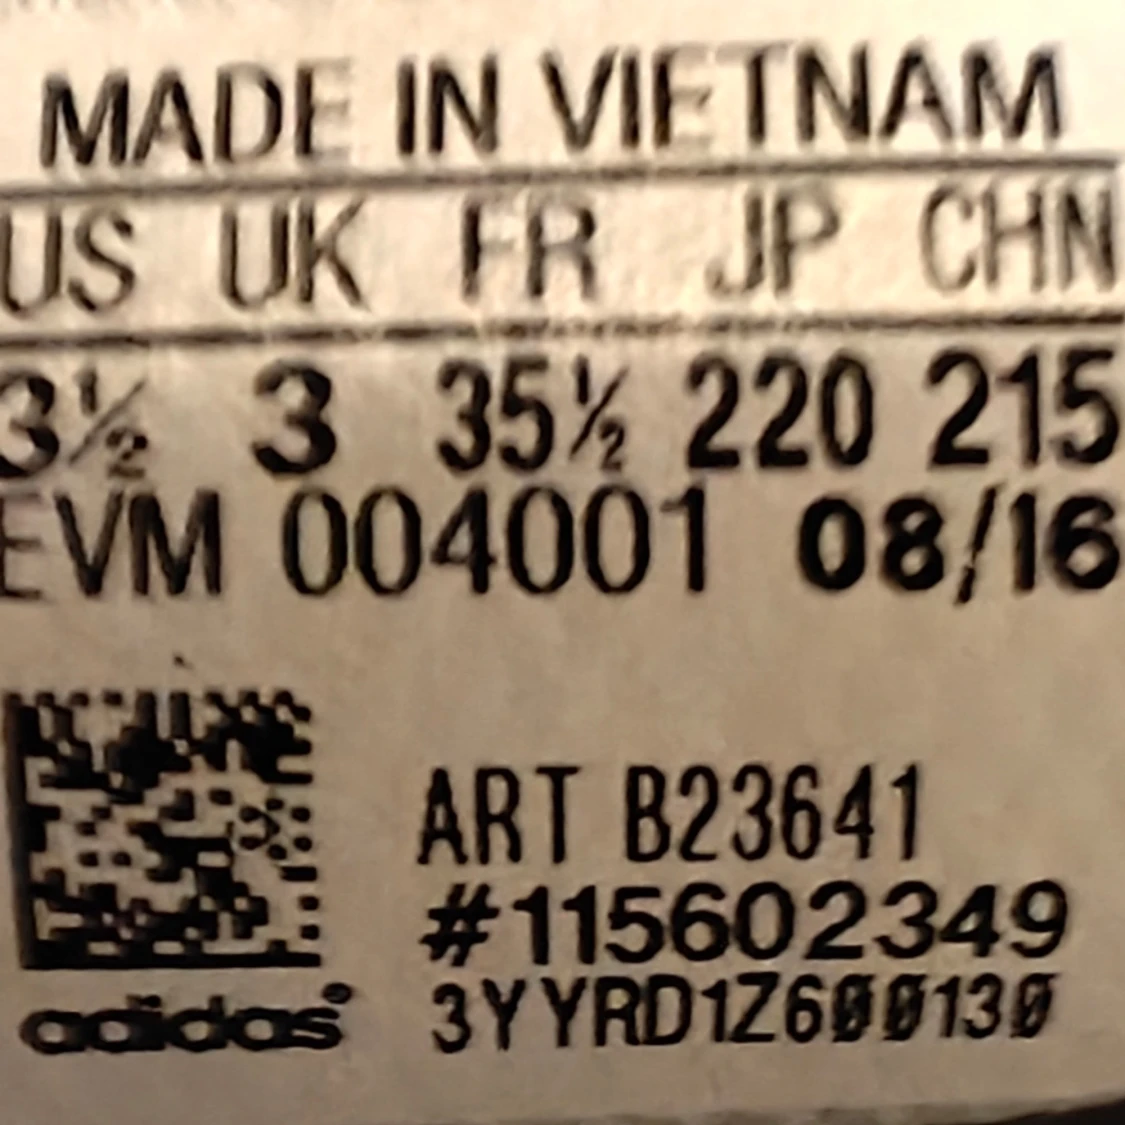 MADE IN VIETNAM
US UK FR JP CHN
3½ 3 35½ 220 215
EVM 004001 08/16
ART B23641
#115602349
adidas® 3YYRD1Z600130